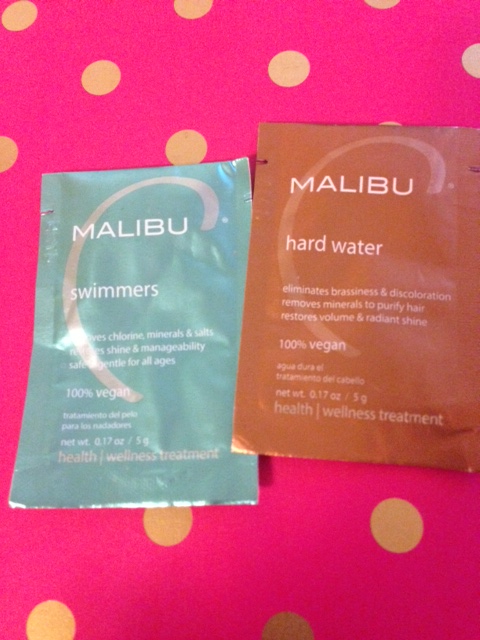 MALIBU
swimmers
chlorine, minerals & salts
shine & manageability
gentle for all ages
100% vegan
tratamiento del pelo
para los nadadores
net wt. 0.17 oz / 5 g
health | wellness treatment
MALIBU
hard water
eliminates brassiness & discoloration
removes minerals to purify hair
restores volume & radiant shine
100% vegan
agua dura el
tratamiento del cabello
net wt. 0.17 oz / 5 g
health | wellness treatment